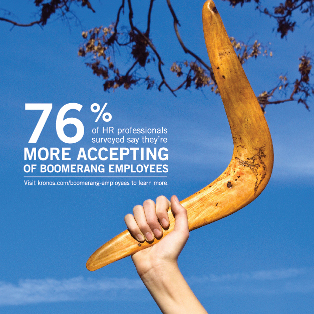 76%
of HR professionals
surveyed say they're
MORE ACCEPTING
OF BOOMERANG EMPLOYEES
Visit kronos.com/boomerang-employees to learn more.